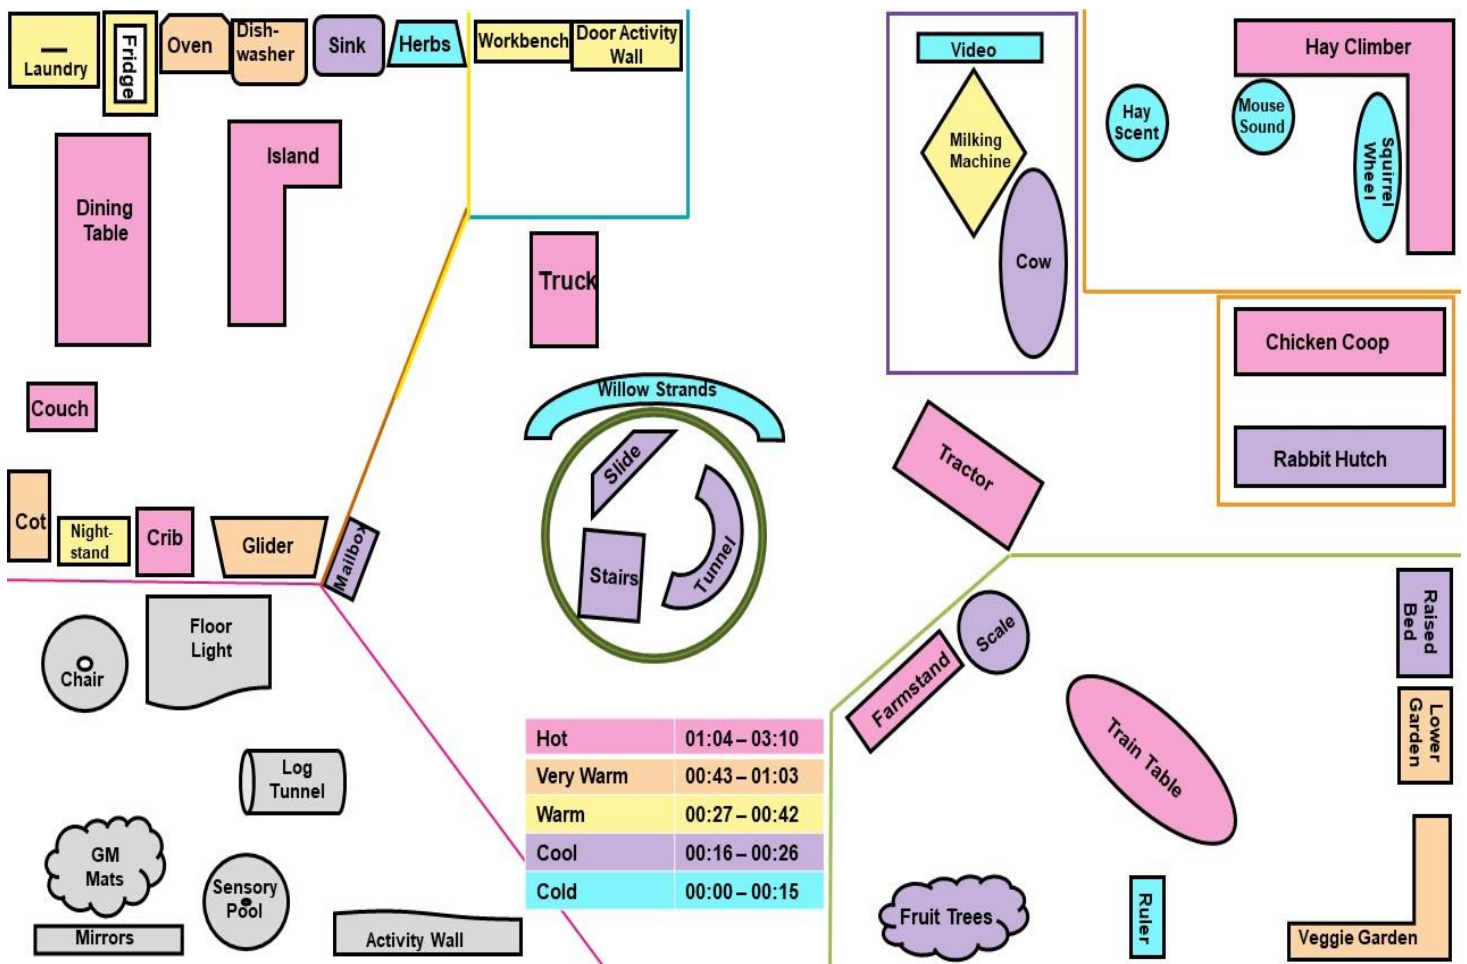 Laundry
Fridge
Oven
Dish-
washer
Sink
Herbs
Workbench
Door Activity
Wall
Video
Hay Climber
Milking
Machine
Hay
Scent
Mouse
Sound
Squirrel
Wheel
Dining
Table
Island
Truck
Cow
Chicken Coop
Couch
Willow Strands
Rabbit Hutch
Slide
Tractor
Cot
Night-
stand
Crib
Glider
Mailbox
Stairs
Tunnel
Chair
Floor
Light
Scale
Farmstand
Raised
Bed
Lower
Garden
Train Table
Log
Tunnel
Hot 01:04 – 03:10
Very Warm 00:43 – 01:03
Warm 00:27 – 00:42
Cool 00:16 – 00:26
Cold 00:00 – 00:15
GM
Mats
Sensory
Pool
Mirrors
Activity Wall
Fruit Trees
Ruler
Veggie Garden